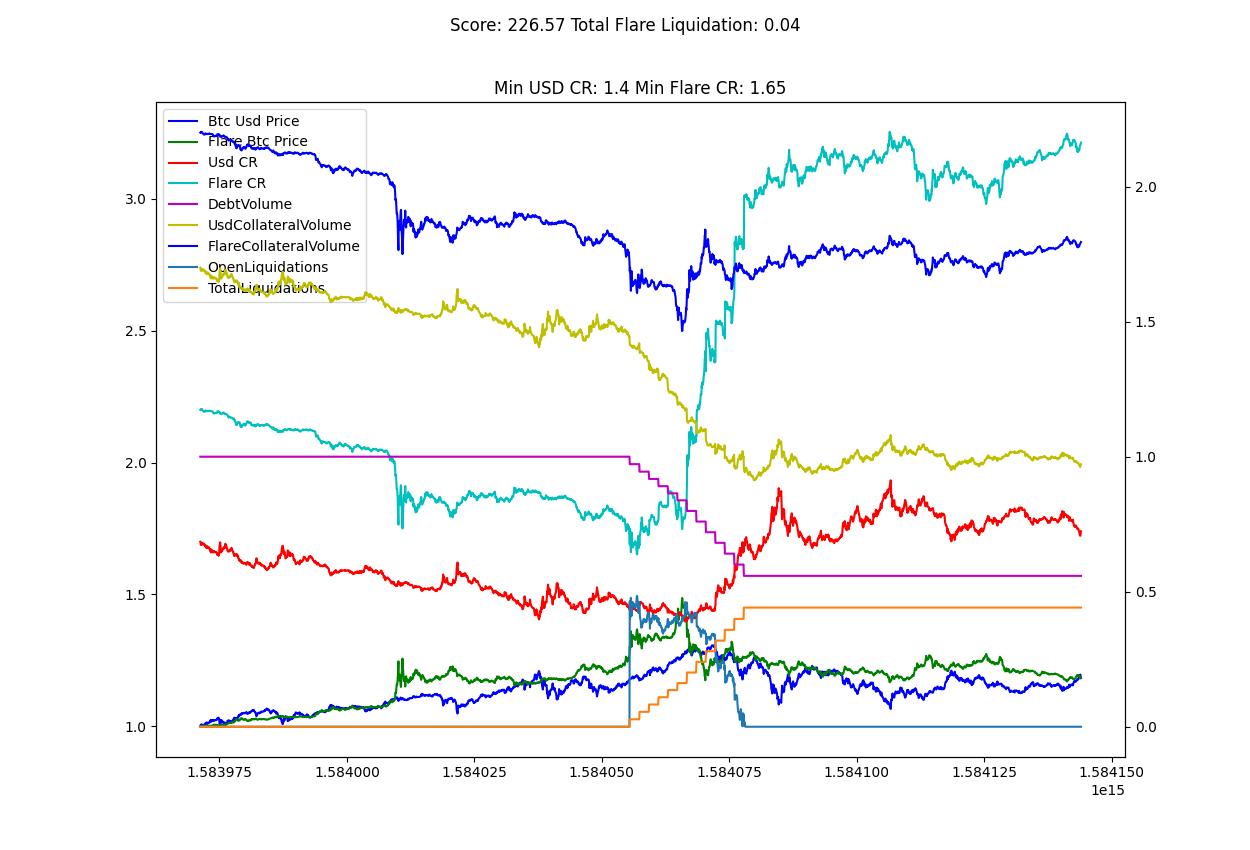 Score: 226.57 Total Flare Liquidation: 0.04
Min USD CR: 1.4 Min Flare CR: 1.65
Btc Usd Price
Flare Btc Price
Usd CR
Flare CR
DebtVolume
UsdCollateralVolume
FlareCollateralVolume
OpenLiquidations
TotalLiquidations
3.0
2.5
2.0
1.5
1.0
2.0
1.5
1.0
0.5
0.0
1.583975 1.584000 1.584025 1.584050 1.584075 1.584100 1.584125 1.584150
1e15